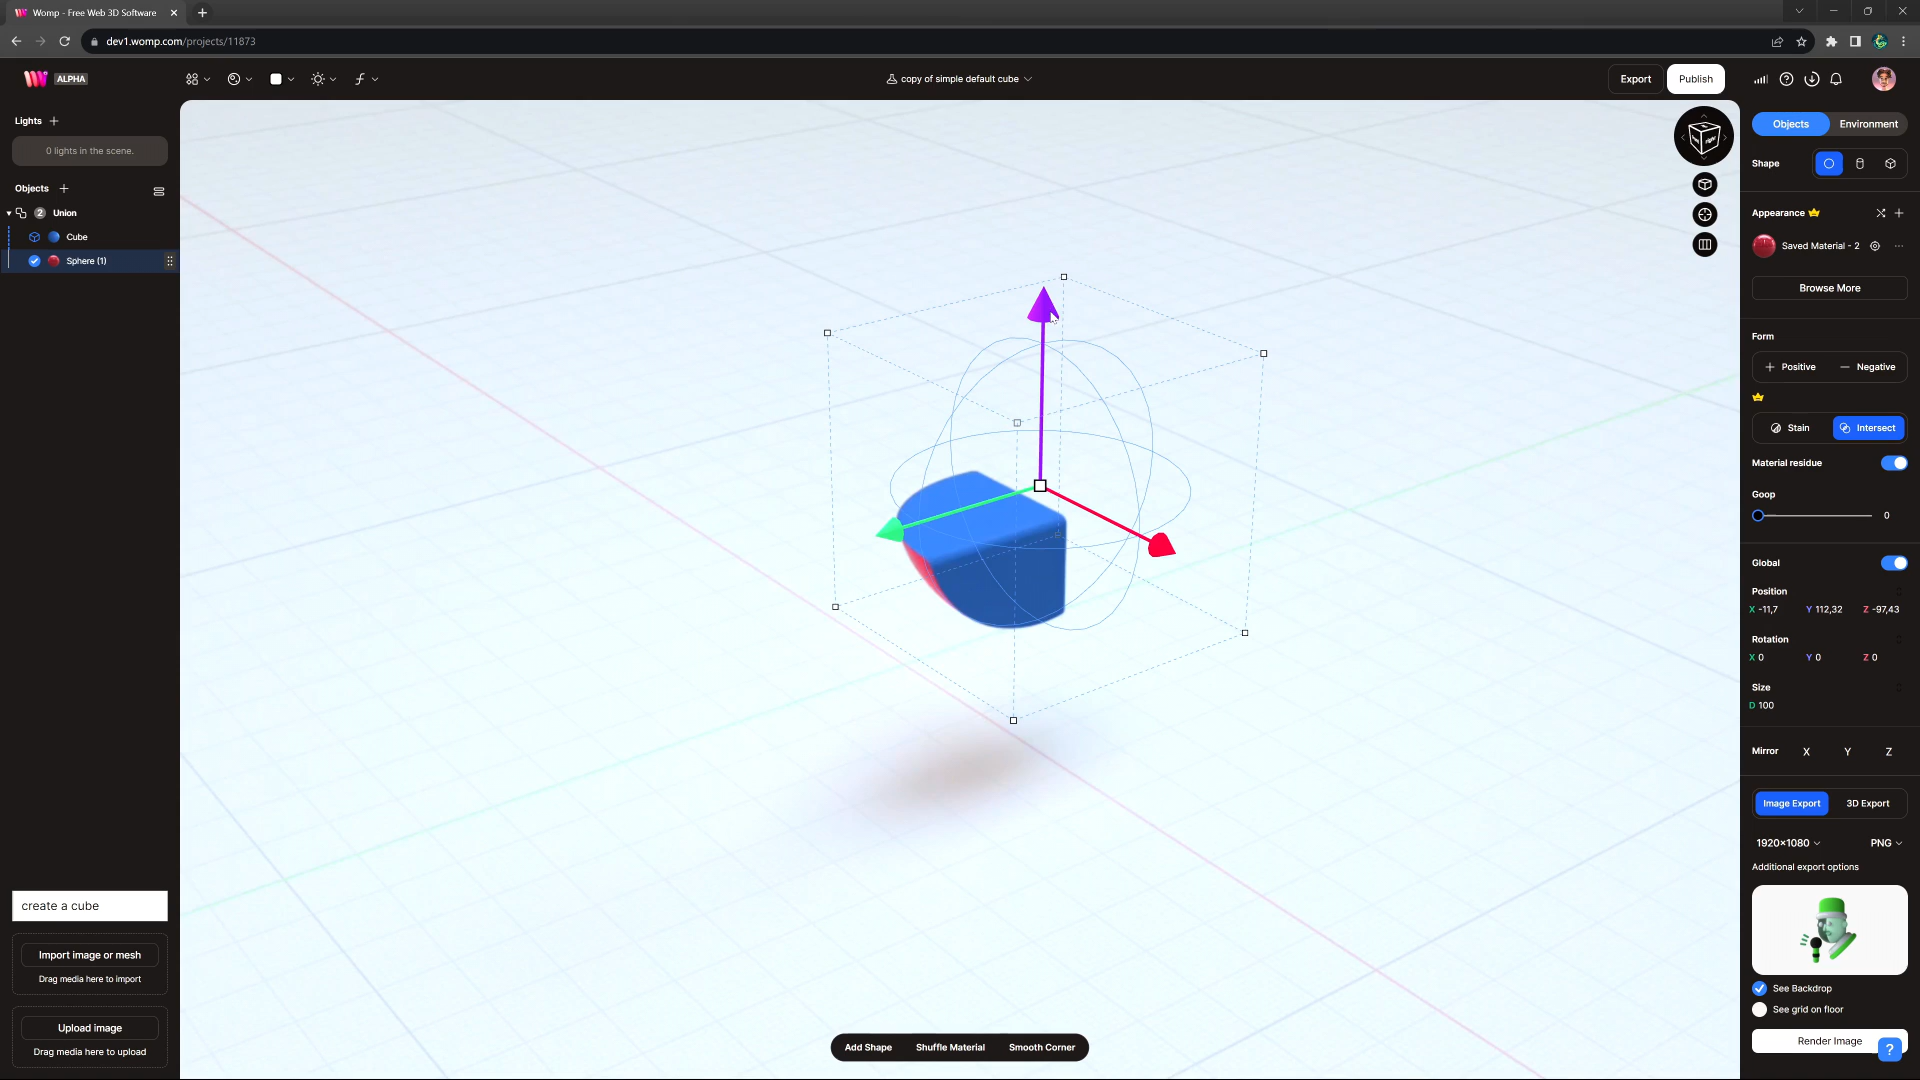 Womp - Free Web 3D Software
dev1.womp.com/projects/11873
ALPHA
copy of simple default cube
Export
Publish
Lights
0 lights in the scene.
Objects
2 Union
Cube
Sphere (1)
create a cube
Import image or mesh
Drag media here to import
Upload image
Drag media here to upload
Add Shape Shuffle Material Smooth Corner
Objects Environment
Shape
Appearance
Saved Material - 2
Browse More
Form
Positive Negative
Stain Intersect
Material residue
Goop
0
Global
Position
X -11,7 Y 112,32 Z -97,43
Rotation
X 0 Y 0 Z 0
Size
D 100
Mirror X Y Z
Image Export 3D Export
1920×1080 PNG
Additional export options
See Backdrop
See grid on floor
Render Image
?